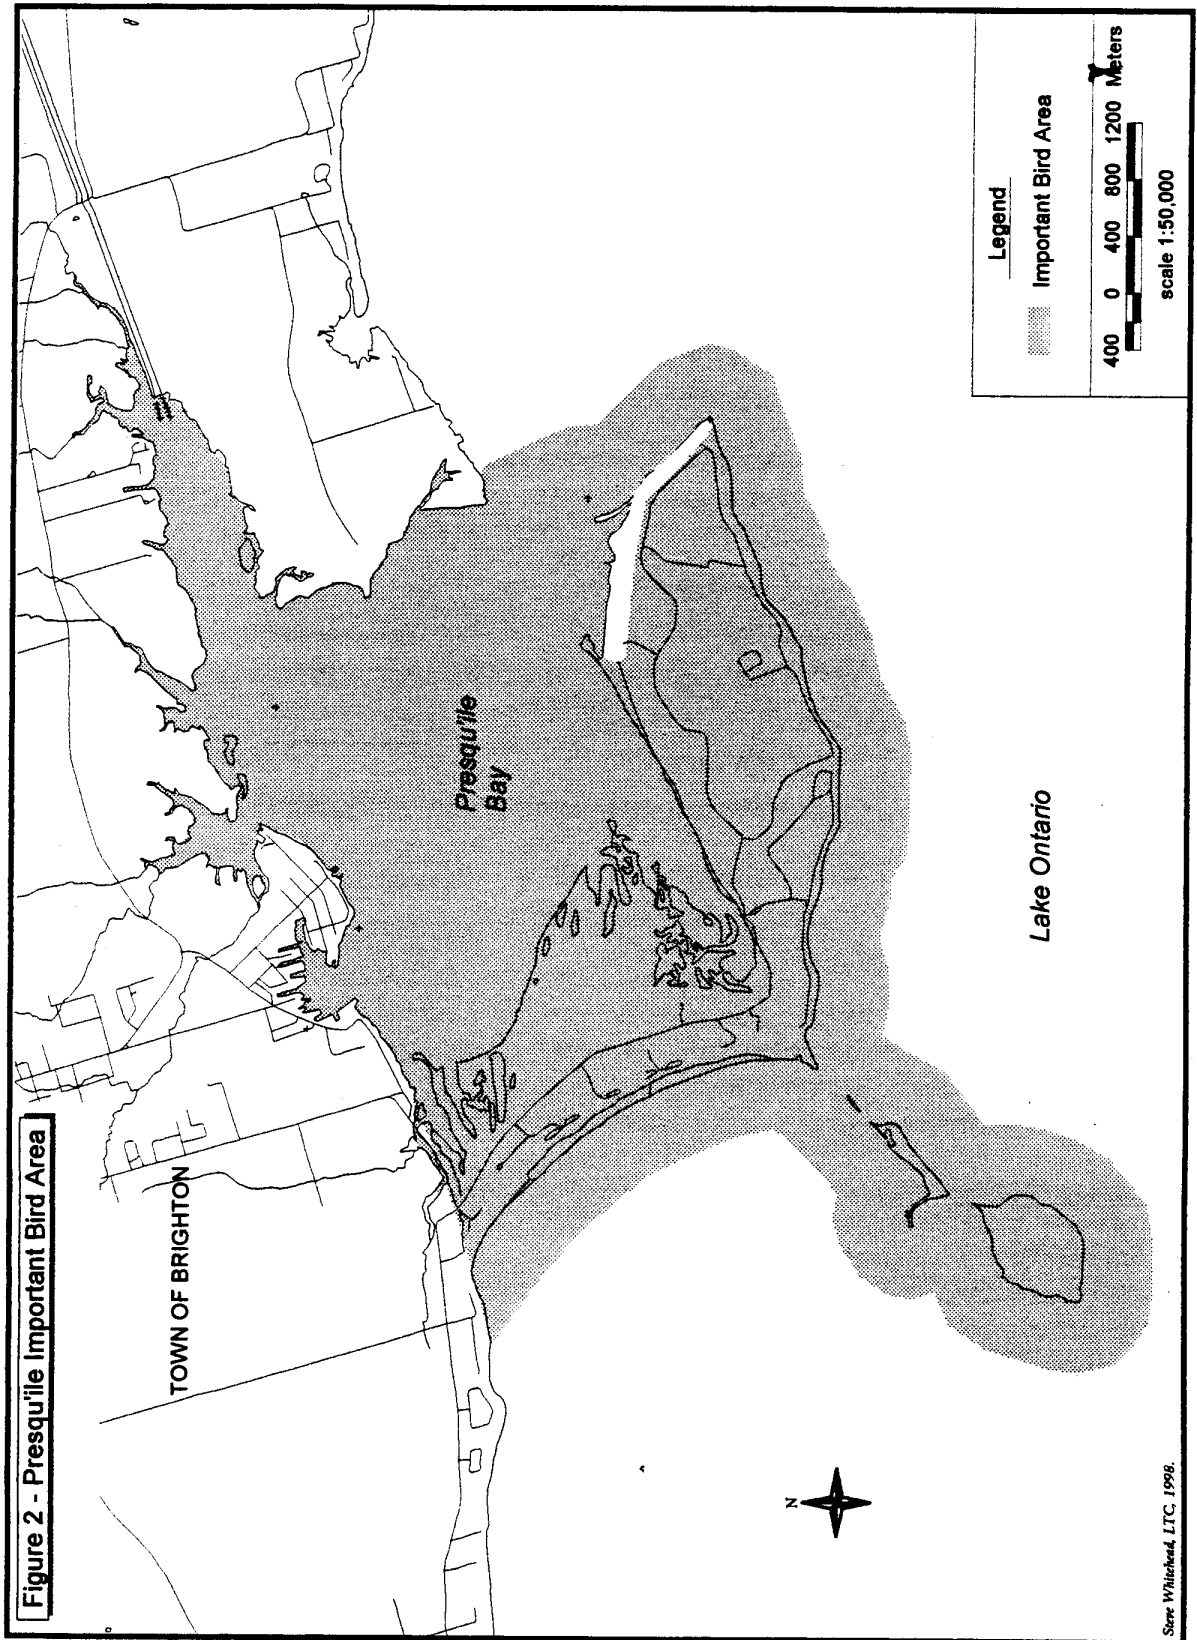 Figure 2 - Presqu'ile Important Bird Area
TOWN OF BRIGHTON
Presqu'ile
Bay
Lake Ontario
N
Legend
Important Bird Area
400 0 400 800 1200 Meters
scale 1:50,000
Steve Whitehead, LTC, 1998.